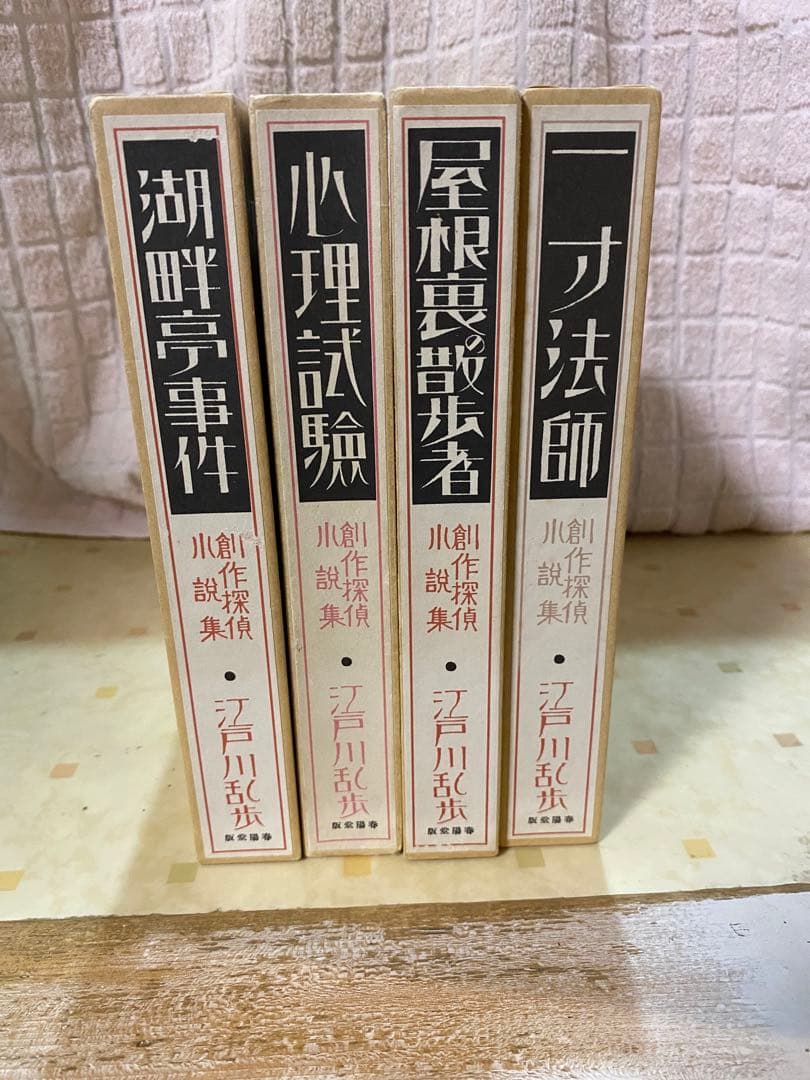 湖畔亭事件
創作探偵
小説集
●
江戸川乱歩
春陽堂版
心理試驗
創作探偵
小説集
●
江戸川乱歩
春陽堂版
屋根裏の散歩者
創作探偵
小説集
●
江戸川乱歩
春陽堂版
一寸法師
創作探偵
小説集
●
江戸川乱歩
春陽堂版